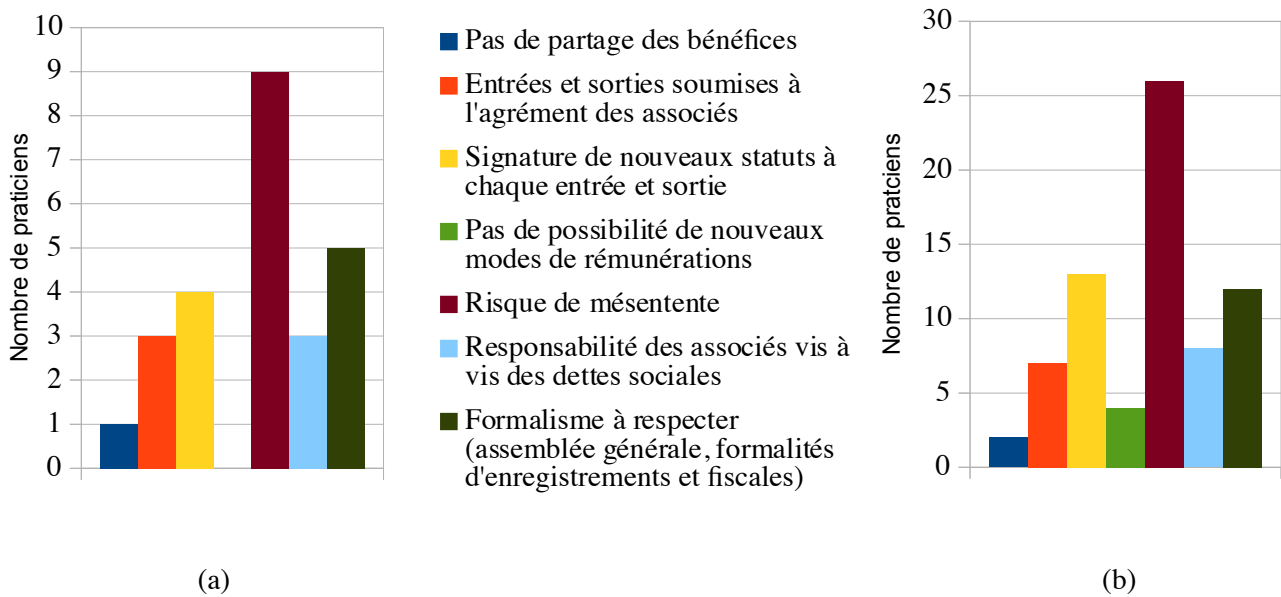 10
9
8
7
6
5
4
3
2
1
0
Nombre de praticiens
Pas de partage des bénéfices
Entrées et sorties soumises à
l'agrément des associés
Signature de nouveaux statuts à
chaque entrée et sortie
Pas de possibilité de nouveaux
modes de rémunérations
Risque de mésentente
Responsabilité des associés vis à
vis des dettes sociales
Formalisme à respecter
(assemblée générale, formalités
d'enregistrements et fiscales)
30
25
20
15
10
5
0
Nombre de pratciens
(a)
(b)